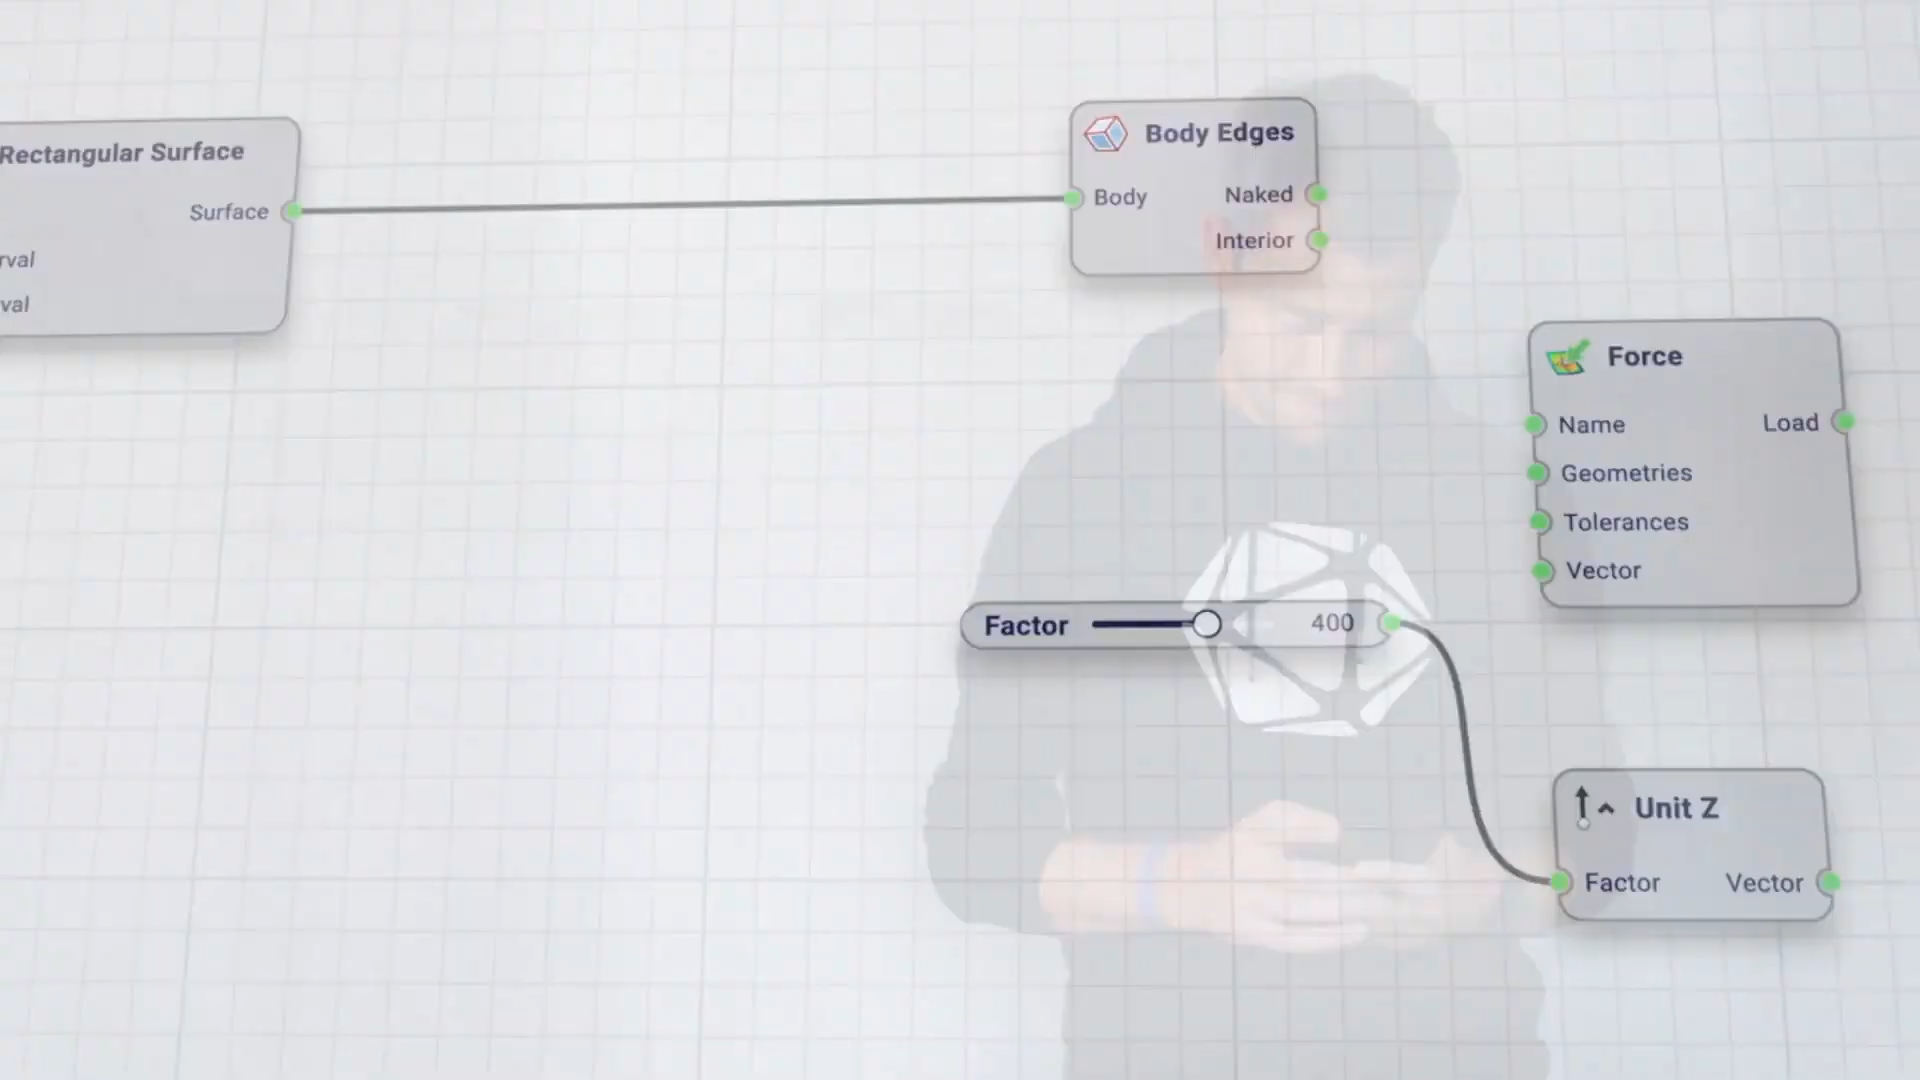 Rectangular Surface
Surface
rval
val
Body Edges
Body
Naked
Interior
Force
Name
Load
Geometries
Tolerances
Vector
Factor
400
Unit Z
Factor
Vector